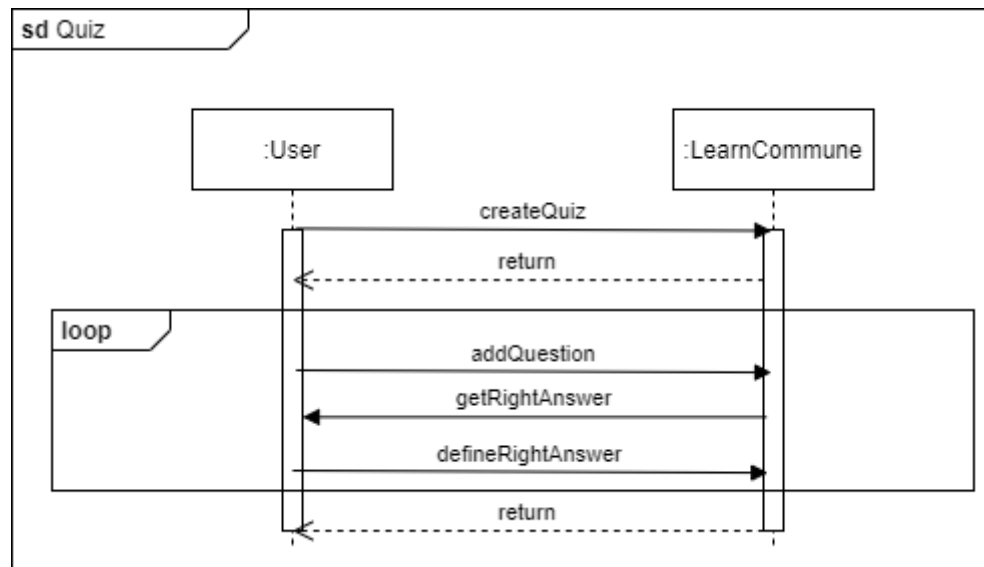 sd Quiz
:User
:LearnCommune
createQuiz
return
loop
addQuestion
getRightAnswer
defineRightAnswer
return